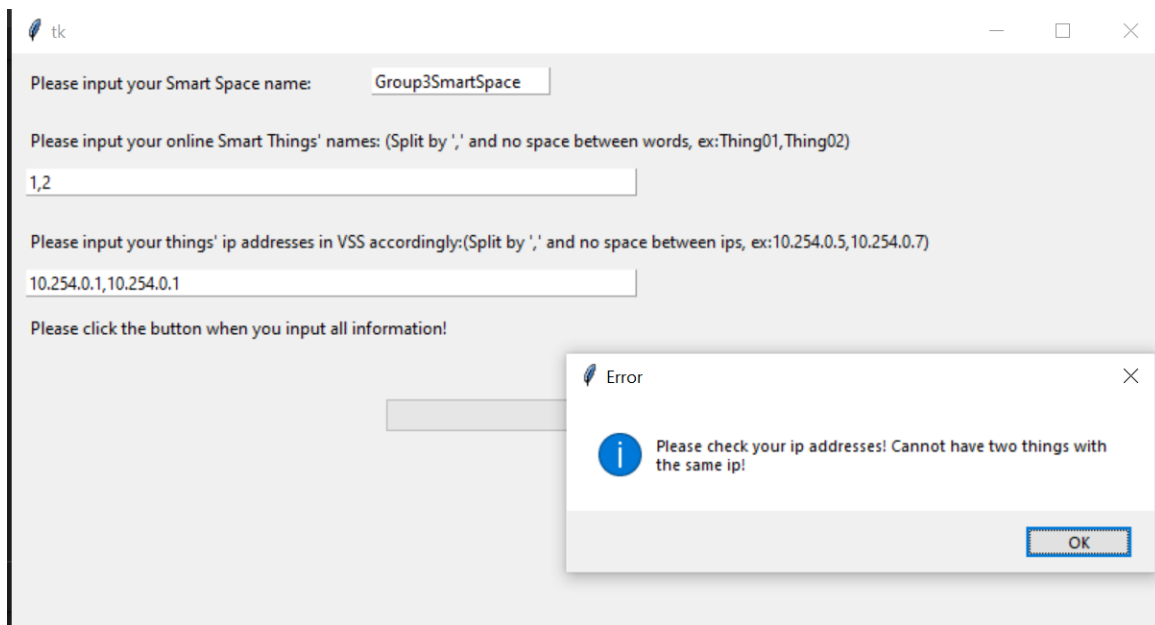 tk
Please input your Smart Space name:   Group3SmartSpace
Please input your online Smart Things' names: (Split by ',' and no space between words, ex:Thing01,Thing02)
1,2
Please input your things' ip addresses in VSS accordingly:(Split by ',' and no space between ips, ex:10.254.0.5,10.254.0.7)
10.254.0.1,10.254.0.1
Please click the button when you input all information!
Error
Please check your ip addresses! Cannot have two things with
the same ip!
OK